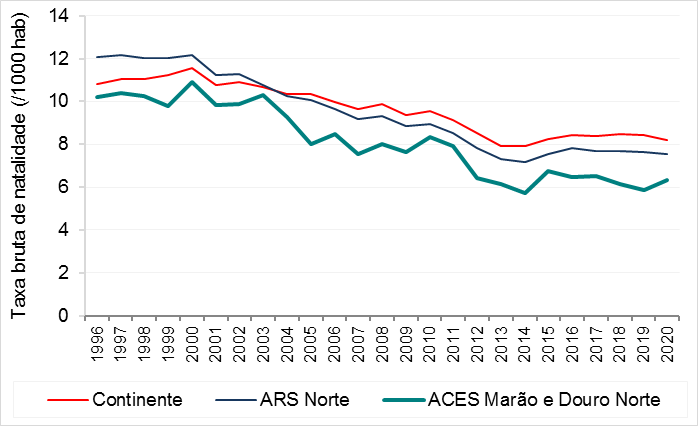 Taxa bruta de natalidade (/1000 hab)
14
12
10
8
6
4
2
0
1996 1997 1998 1999 2000 2001 2002 2003 2004 2005 2006 2007 2008 2009 2010 2011 2012 2013 2014 2015 2016 2017 2018 2019 2020
Continente ARS Norte ACES Marão e Douro Norte